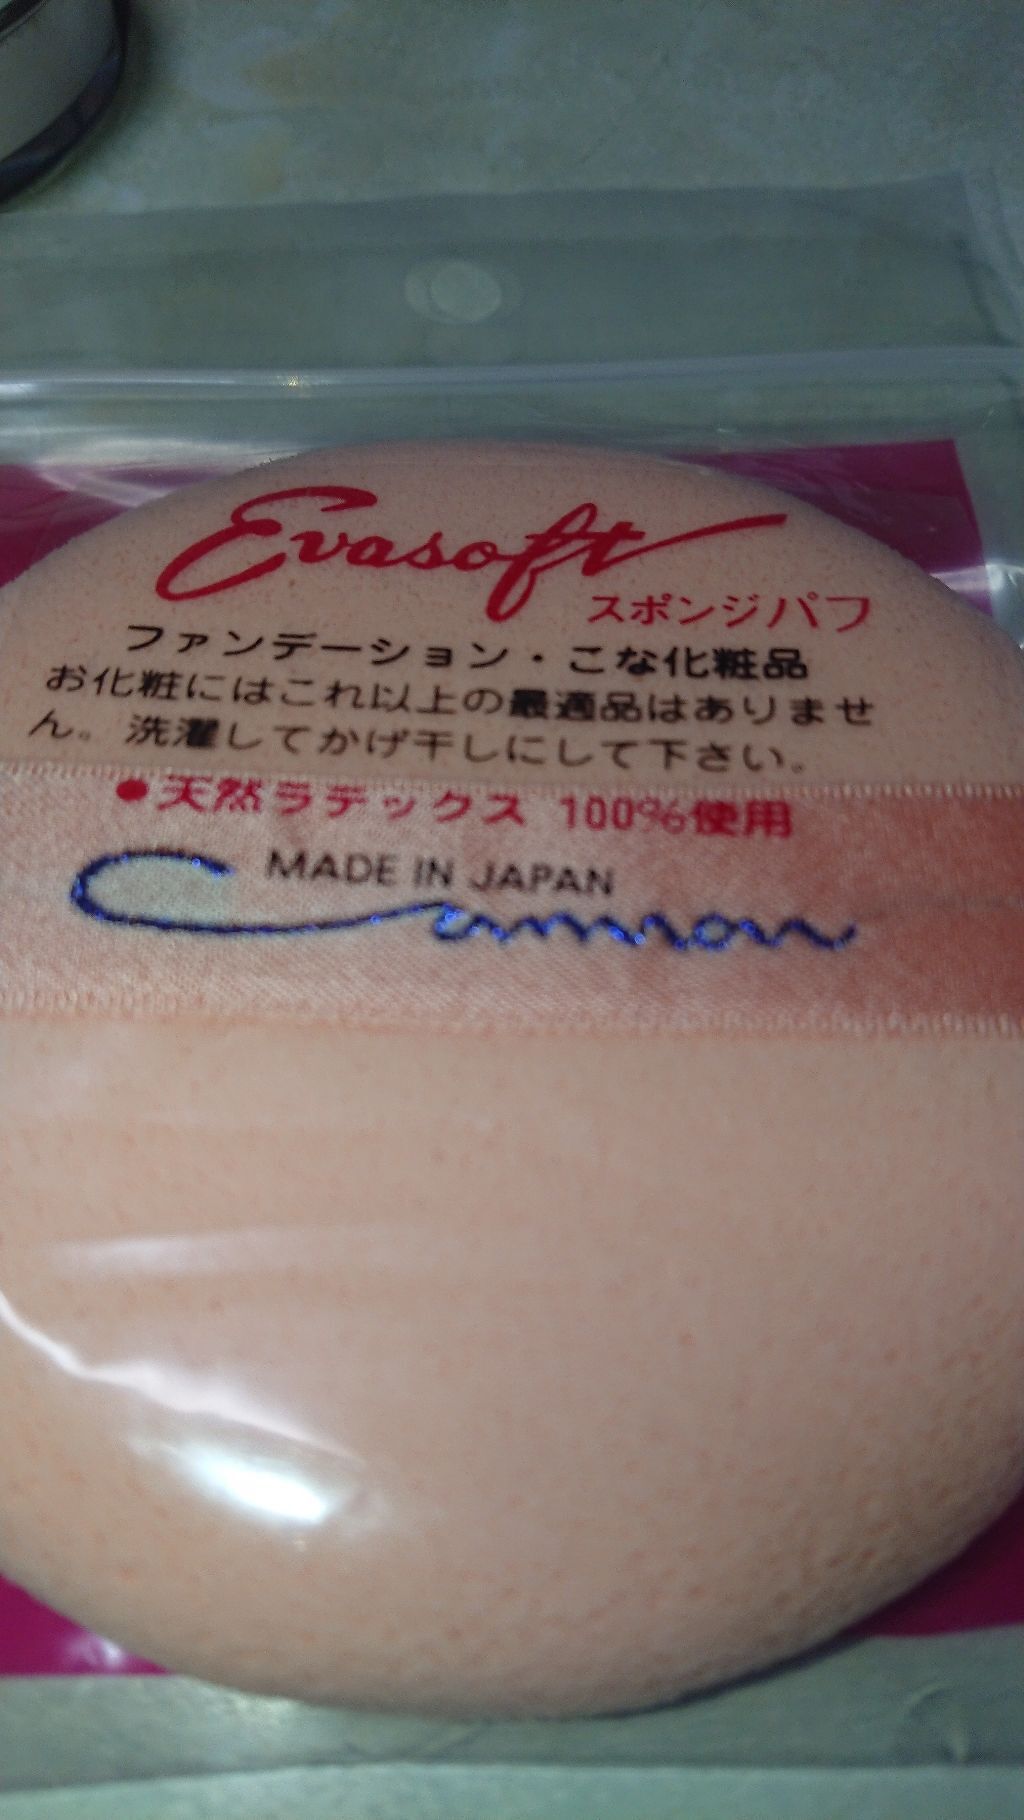 Evasoft
スポンジパフ
ファンデーション・こな化粧品
お化粧にはこれ以上の最適品はありませ
ん。洗濯してかげ干しにして下さい。
●天然ラテックス 100%使用
MADE IN JAPAN